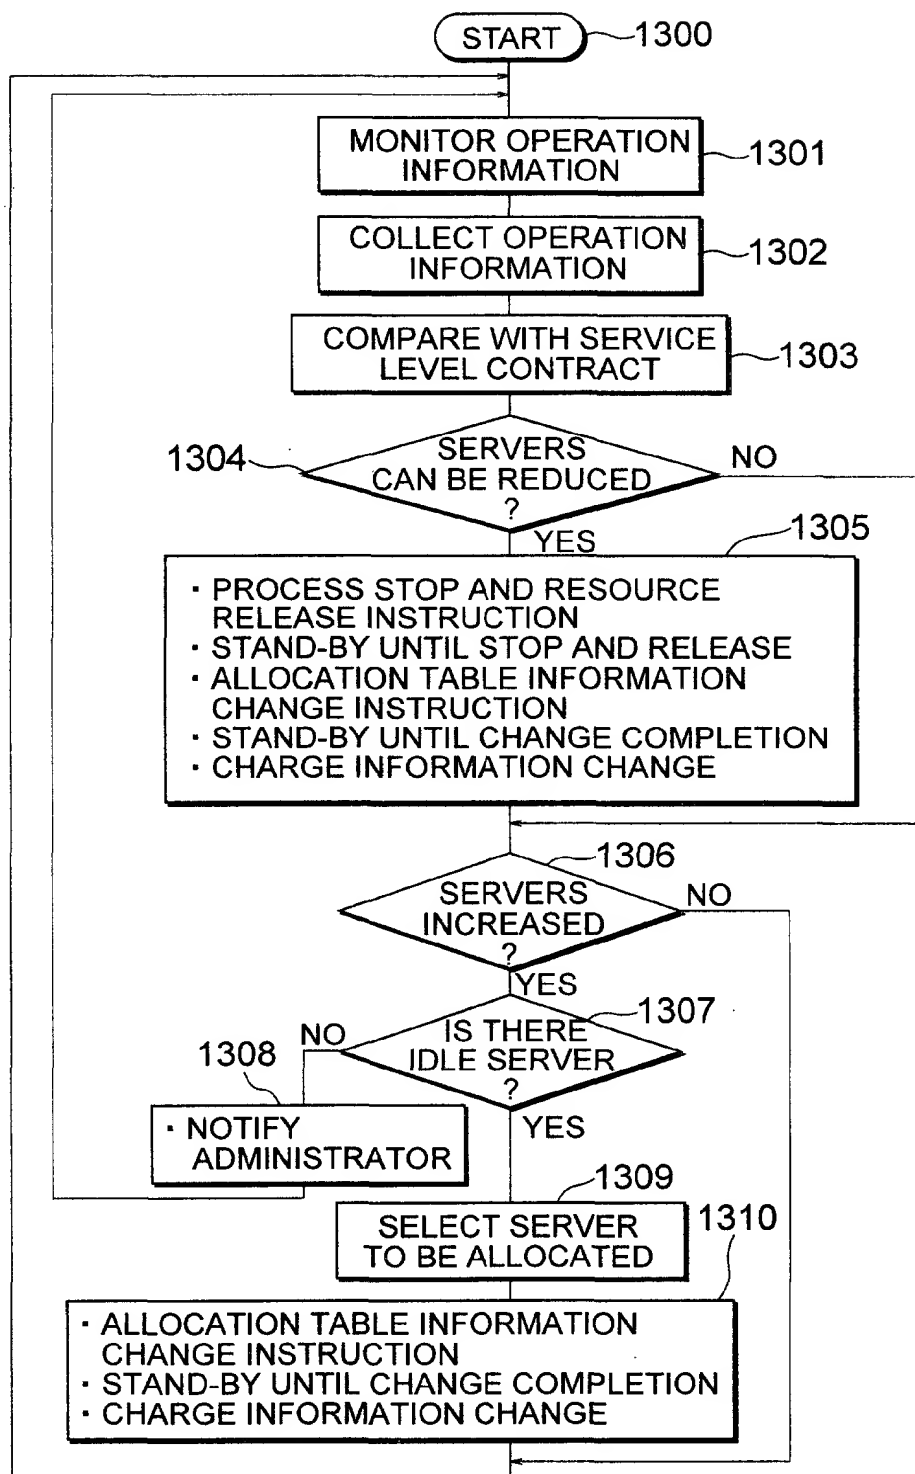 START
1300
MONITOR OPERATION
INFORMATION
1301
COLLECT OPERATION
INFORMATION
1302
COMPARE WITH SERVICE
LEVEL CONTRACT
1303
1304
SERVERS
CAN BE REDUCED
?
NO
YES
1305
· PROCESS STOP AND RESOURCE
RELEASE INSTRUCTION
· STAND-BY UNTIL STOP AND RELEASE
· ALLOCATION TABLE INFORMATION
CHANGE INSTRUCTION
· STAND-BY UNTIL CHANGE COMPLETION
· CHARGE INFORMATION CHANGE
1306
SERVERS
INCREASED
?
NO
YES
1307
IS THERE
IDLE SERVER
?
NO
YES
1308
· NOTIFY
ADMINISTRATOR
1309
SELECT SERVER
TO BE ALLOCATED
1310
· ALLOCATION TABLE INFORMATION
CHANGE INSTRUCTION
· STAND-BY UNTIL CHANGE COMPLETION
· CHARGE INFORMATION CHANGE